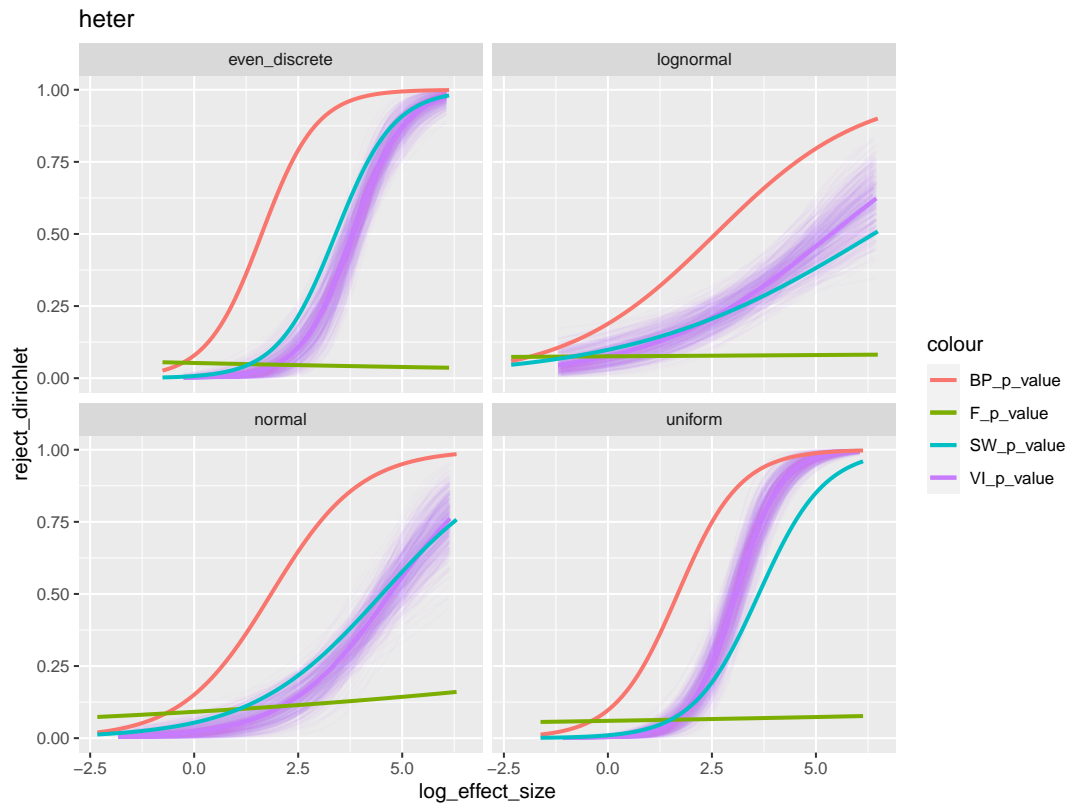 heter
even_discrete
lognormal
1.00
0.75
0.50
0.25
0.00
normal
uniform
1.00
0.75
0.50
0.25
0.00
−2.5 0.0 2.5 5.0
−2.5 0.0 2.5 5.0
log_effect_size
reject_dirichlet
colour
BP_p_value
F_p_value
SW_p_value
VI_p_value